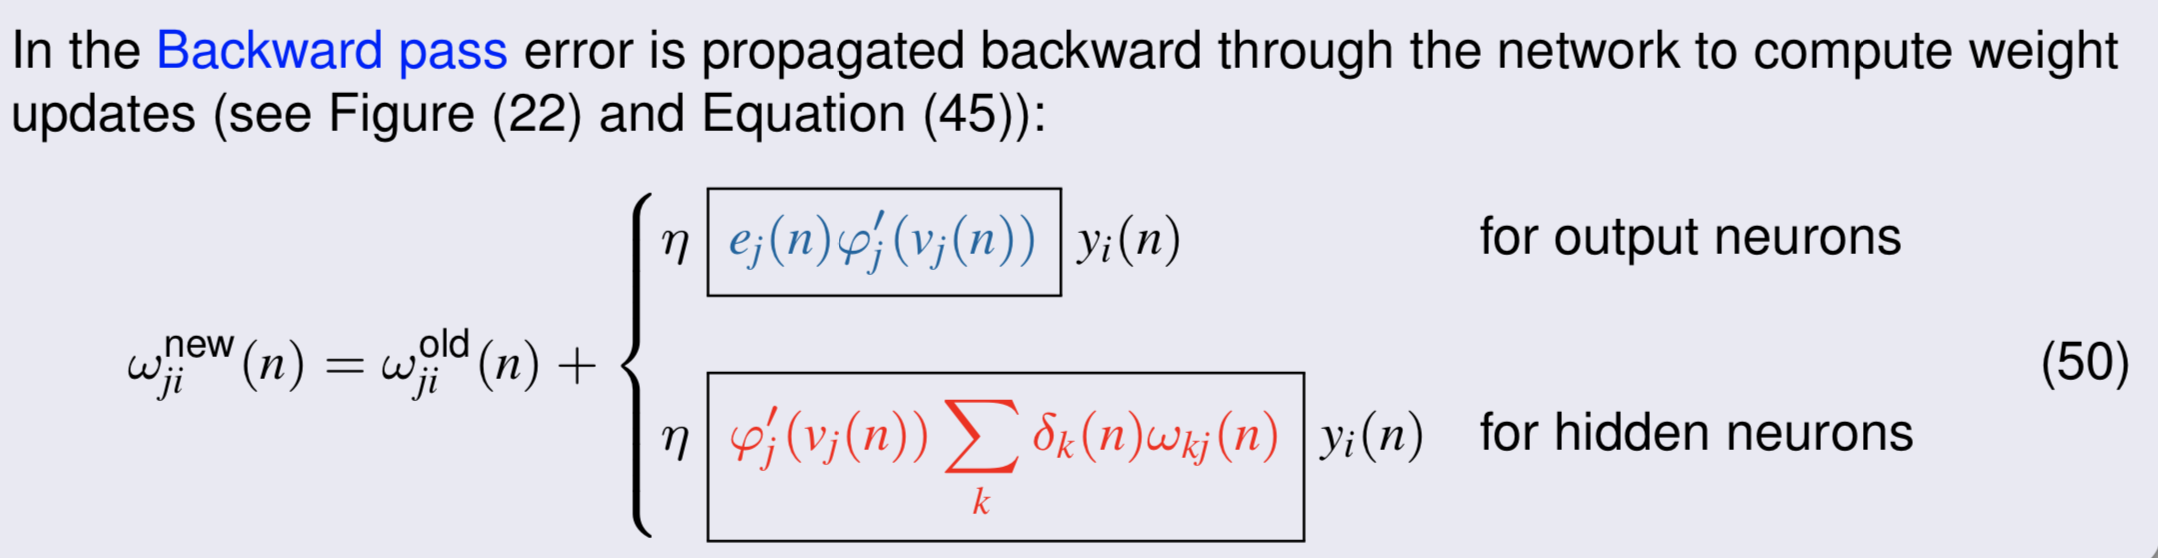 In the Backward pass error is propagated backward through the network to compute weight
updates (see Figure (22) and Equation (45)):
η e_j(n)φ′_j(v_j(n)) y_i(n) for output neurons
ω_ji^new(n) = ω_ji^old(n) + { (50)
η φ′_j(v_j(n)) ∑_k δ_k(n)ω_kj(n) y_i(n) for hidden neurons